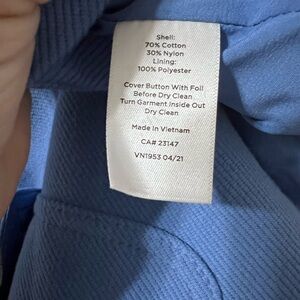 Shell:
70% Cotton
30% Nylon
Lining:
100% Polyester
Cover Button With Foil
Before Dry Clean
Turn Garment Inside Out
Dry Clean
Made in Vietnam
CA# 23147
VN1953 04/21